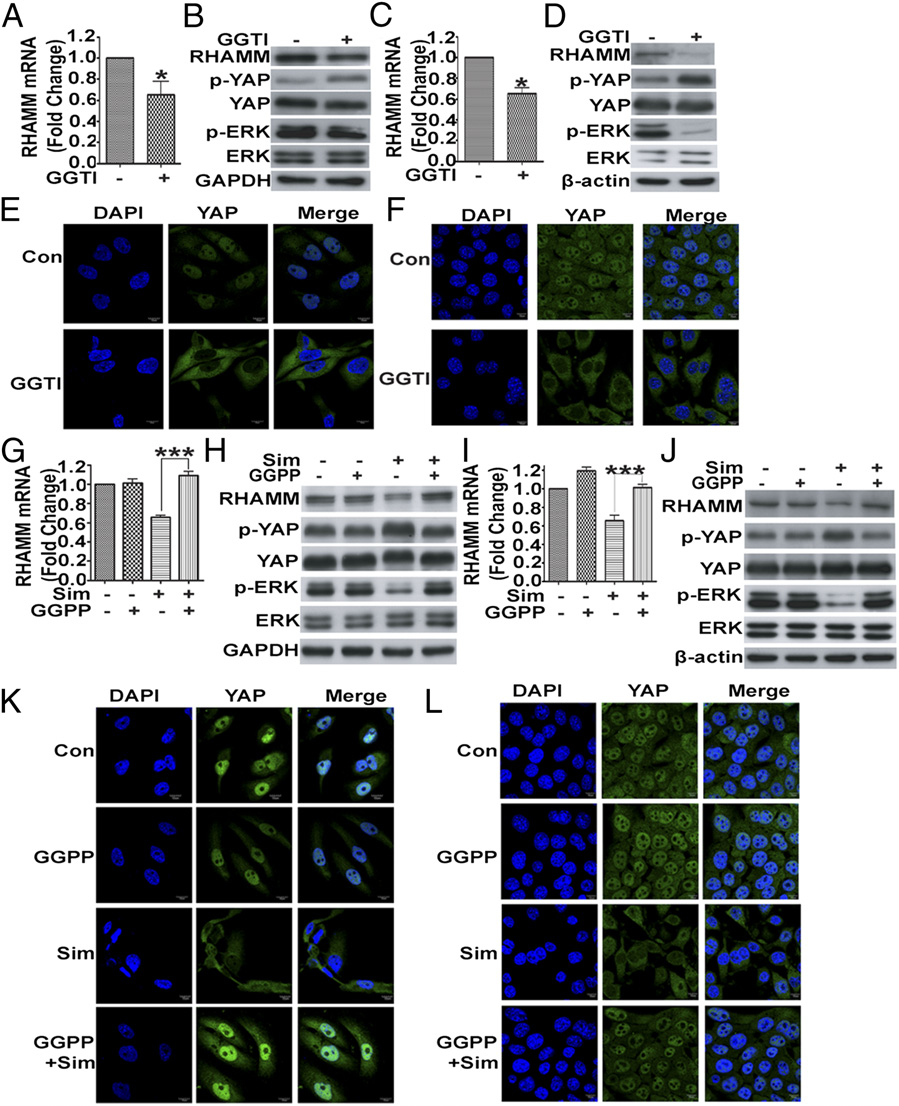 A
RHAMM mRNA
(Fold Change)
1.2
1.0
0.8
0.6
0.4
0.2
0.0
*
GGTI - +
B
GGTI
- +
RHAMM
p-YAP
YAP
p-ERK
ERK
GAPDH
C
RHAMM mRNA
(Fold Change)
1.2
1.0
0.8
0.6
0.4
0.2
0.0
*
GGTI - +
D
GGTI
- +
RHAMM
p-YAP
YAP
p-ERK
ERK
β-actin
E
DAPI YAP Merge
Con
GGTI
F
DAPI YAP Merge
Con
GGTI
G
RHAMM mRNA
(Fold Change)
1.2
1.0
0.8
0.6
0.4
0.2
0.0
***
Sim - - + +
GGPP - + - +
H
Sim - - + +
GGPP - + - +
RHAMM
p-YAP
YAP
p-ERK
ERK
GAPDH
I
RHAMM mRNA
(Fold Change)
1.2
1.0
0.8
0.6
0.4
0.2
0.0
***
Sim - - + +
GGPP - + - +
J
Sim - - + +
GGPP - + - +
RHAMM
p-YAP
YAP
p-ERK
ERK
β-actin
K
DAPI YAP Merge
Con
GGPP
Sim
GGPP
+Sim
L
DAPI YAP Merge
Con
GGPP
Sim
GGPP
+Sim